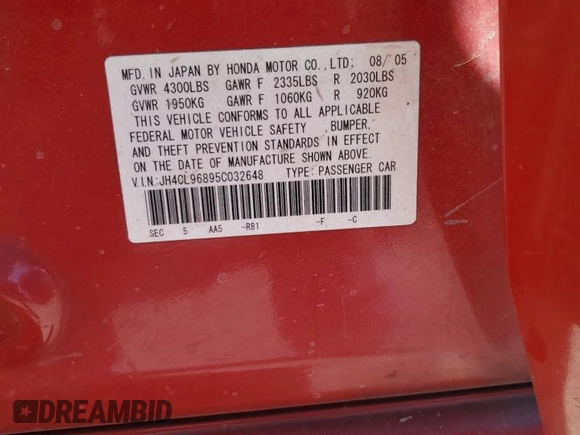 MFD. IN JAPAN BY HONDA MOTOR CO.,LTD; 08/ 05
GVWR 4300LBS GAWR F 2335LBS R 2030LBS
GVWR 1950KG GAWR F 1060KG R 920KG
THIS VEHICLE CONFORMS TO ALL APPLICABLE
FEDERAL MOTOR VEHICLE SAFETY ,BUMPER,
AND THEFT PREVENTION STANDARDS IN EFFECT
ON THE DATE OF MANUFACTURE SHOWN ABOVE.
V.I.N:JH4CL96895C032648 TYPE: PASSENGER CAR
SEC 5 AA5 -R81 -F -C
DREAMBID